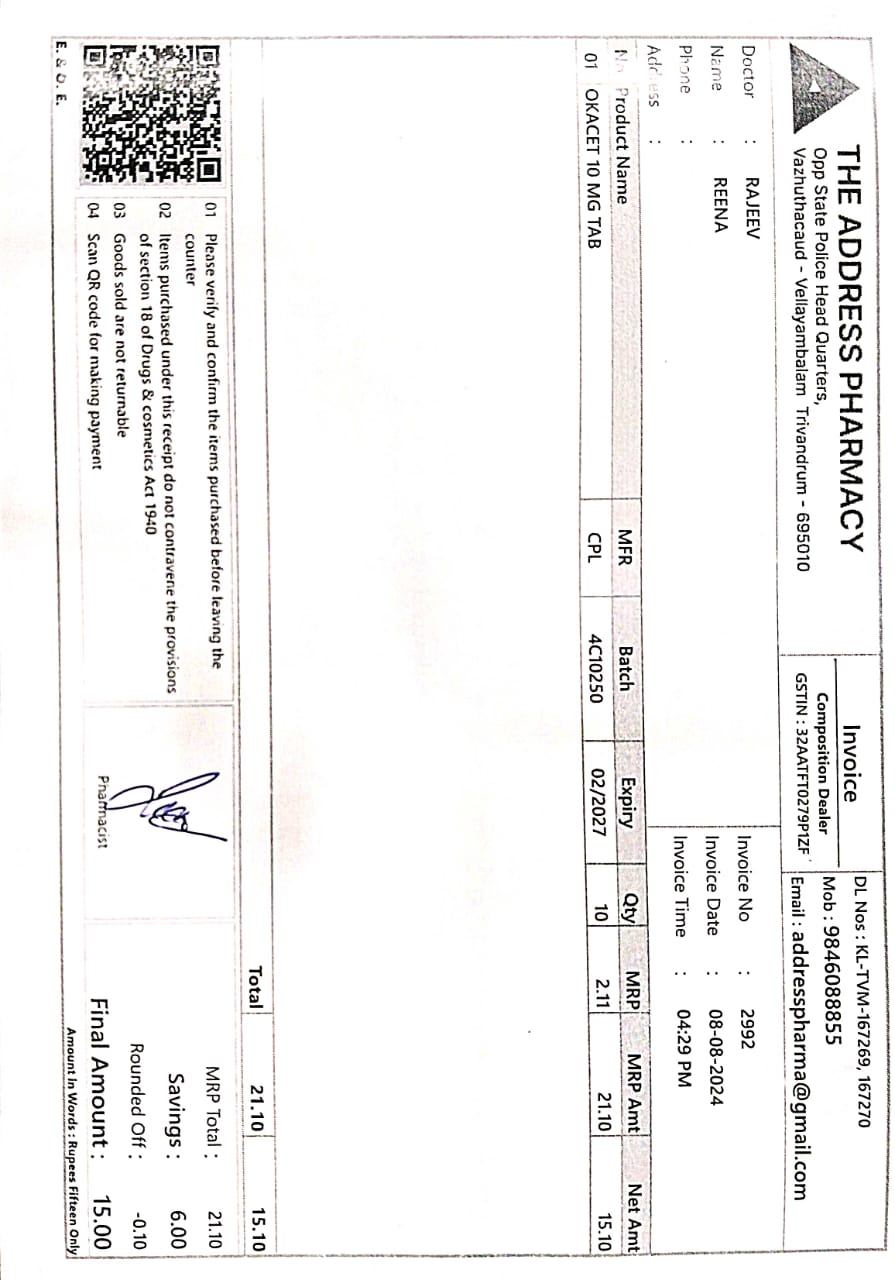 THE ADDRESS PHARMACY
Opp State Police Head Quarters,
Vazhuthacaud - Vellayambalam Trivandrum - 695010
Invoice
Composition Dealer
GSTIN : 32AATFT0279P1ZF
DL Nos : KL-TVM-167269, 167270
Mob : 9846088855
Email : addresspharma@gmail.com
Doctor : RAJEEV
Name : REENA
Phone :
Address :
Invoice No : 2992
Invoice Date : 08-08-2024
Invoice Time : 04:29 PM
No Product Name MFR Batch Expiry Qty MRP MRP Amt Net Amt
01 OKACET 10 MG TAB CPL 4C10250 02/2027 10 2.11 21.10 15.10
Total 21.10 15.10
01 Please verify and confirm the items purchased before leaving the
counter
02 Items purchased under this receipt do not contravene the provisions
of section 18 of Drugs & cosmetics Act 1940
03 Goods sold are not returnable
04 Scan QR code for making payment
Pharmacist
MRP Total : 21.10
Savings : 6.00
Rounded Off : -0.10
Final Amount : 15.00
Amount In Words : Rupees Fifteen Only
E. & O. E.